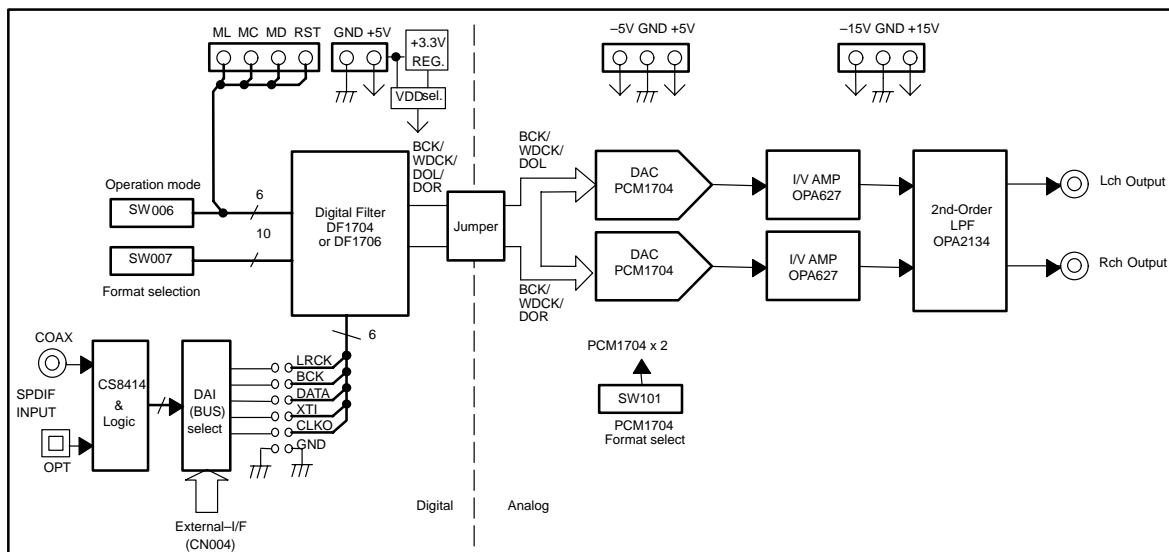 ML MC MD RST
GND +5V
+3.3V
REG.
VDD sel.
–5V GND +5V
–15V GND +15V
BCK/
WDCK/
DOL/
DOR
BCK/
WDCK/
DOL
Operation mode
SW006
6
10
SW007
Format selection
Digital Filter
DF1704
or DF1706
Jumper
DAC
PCM1704
I/V AMP
OPA627
2nd-Order
LPF
OPA2134
Lch Output
DAC
PCM1704
I/V AMP
OPA627
Rch Output
BCK/
WDCK/
DOR
6
COAX
SPDIF
INPUT
OPT
CS8414
&
Logic
DAI
(BUS)
select
LRCK
BCK
DATA
XTI
CLKO
GND
External–I/F
(CN004)
PCM1704 x 2
SW101
PCM1704
Format select
Digital
Analog